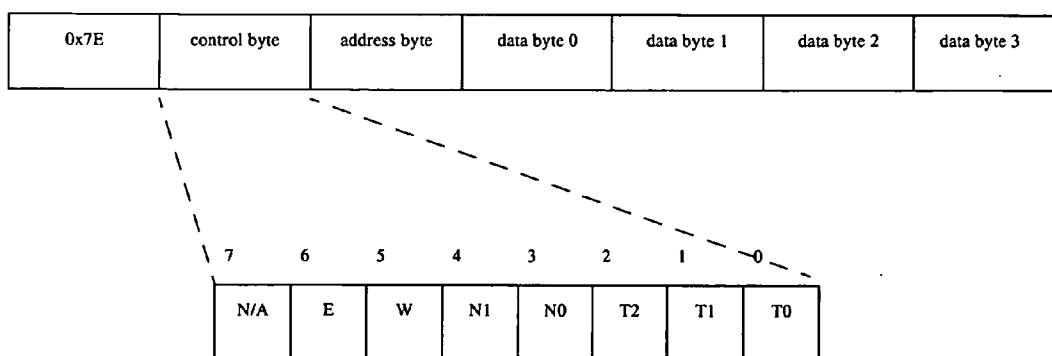 0x7E control byte address byte data byte 0 data byte 1 data byte 2 data byte 3
7 6 5 4 3 2 1 0
N/A E W N1 N0 T2 T1 T0